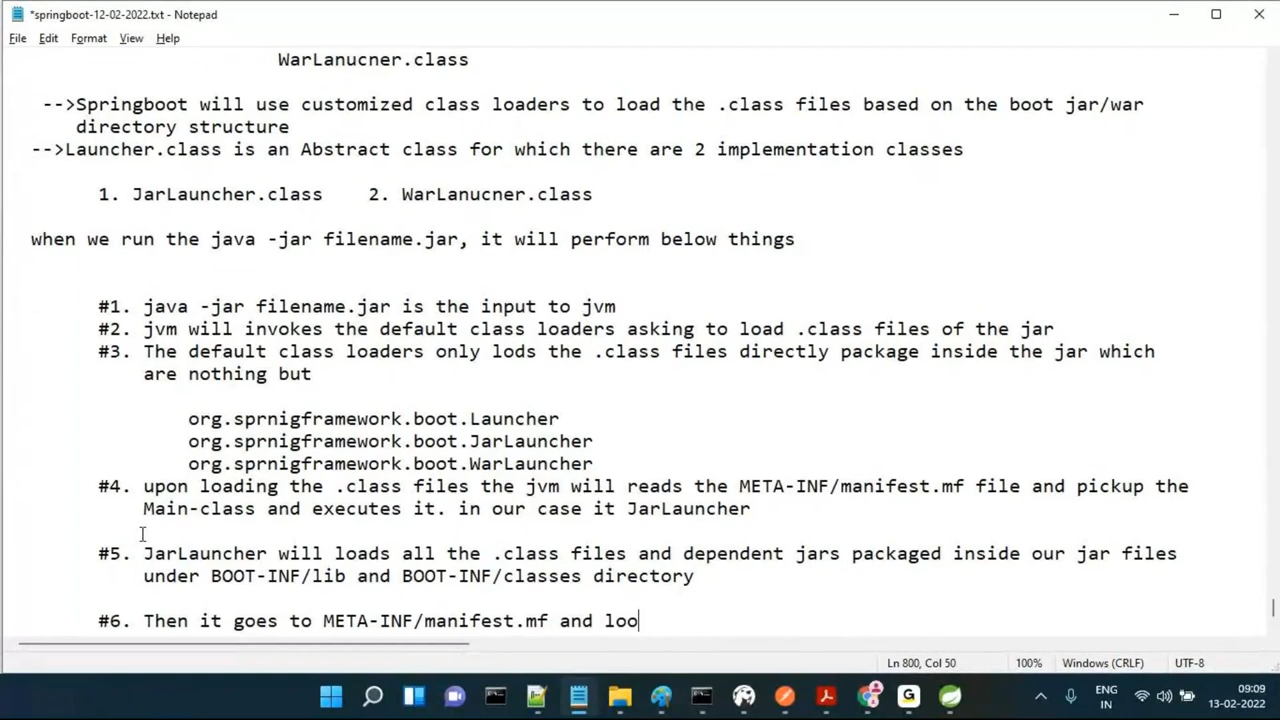 *springboot-12-02-2022.txt - Notepad
File Edit Format View Help
WarLanucner.class
-->Springboot will use customized class loaders to load the .class files based on the boot jar/war
directory structure
-->Launcher.class is an Abstract class for which there are 2 implementation classes
1. JarLauncher.class 2. WarLanucner.class
when we run the java -jar filename.jar, it will perform below things
#1. java -jar filename.jar is the input to jvm
#2. jvm will invokes the default class loaders asking to load .class files of the jar
#3. The default class loaders only lods the .class files directly package inside the jar which
are nothing but
org.sprnigframework.boot.Launcher
org.sprnigframework.boot.JarLauncher
org.sprnigframework.boot.WarLauncher
#4. upon loading the .class files the jvm will reads the META-INF/manifest.mf file and pickup the
Main-class and executes it. in our case it JarLauncher
#5. JarLauncher will loads all the .class files and dependent jars packaged inside our jar files
under BOOT-INF/lib and BOOT-INF/classes directory
#6. Then it goes to META-INF/manifest.mf and loo
Ln 800, Col 50 100% Windows (CRLF) UTF-8
ENG 09:09
IN 13-02-2022